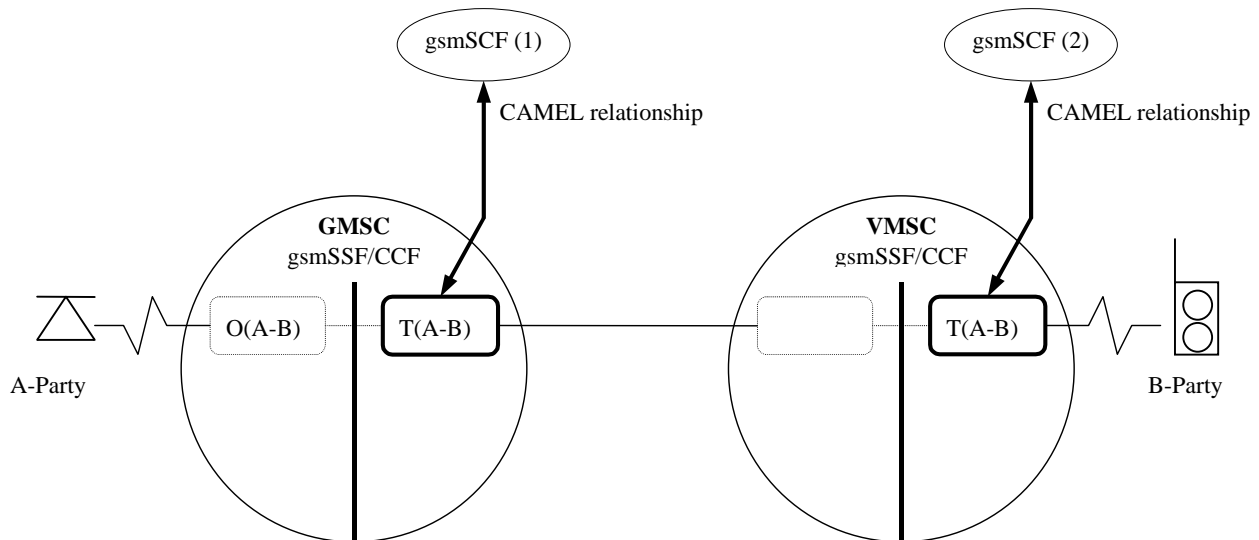 gsmSCF (1)
gsmSCF (2)
CAMEL relationship
CAMEL relationship
GMSC
gsmSSF/CCF
VMSC
gsmSSF/CCF
O(A-B)
T(A-B)
T(A-B)
A-Party
B-Party